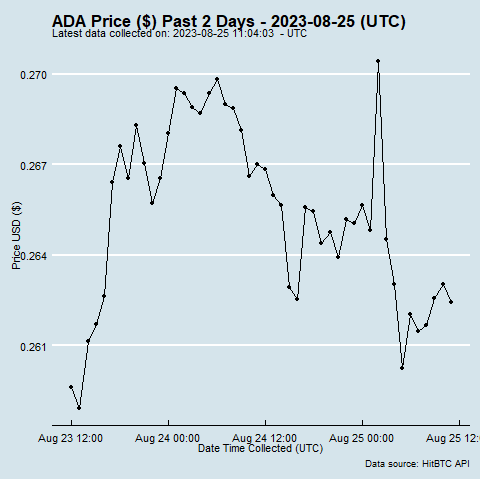 ADA Price ($) Past 2 Days - 2023-08-25 (UTC)
Latest data collected on: 2023-08-25 11:04:03  - UTC
0.270
0.267
0.264
0.261
Price USD ($)
Aug 23 12:00 Aug 24 00:00 Aug 24 12:00 Aug 25 00:00 Aug 25 12:0
Date Time Collected (UTC)
Data source: HitBTC API